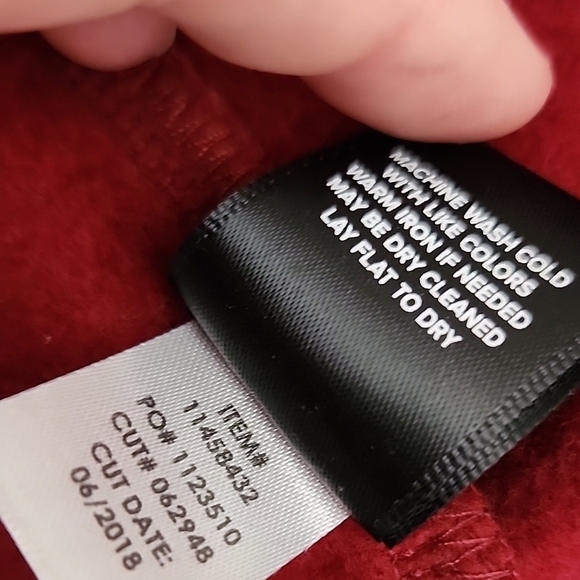 MACHINE WASH COLD
WITH LIKE COLORS
WARM IRON IF NEEDED
MAY BE DRY CLEANED
LAY FLAT TO DRY
ITEM#
11458432
PO# 1123510
CUT# 062948
CUT DATE:
06/2018